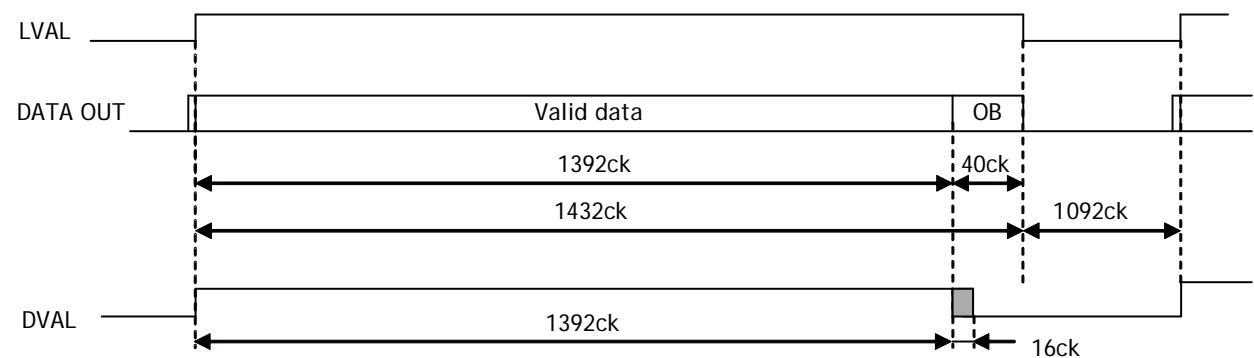 LVAL
DATA OUT
Valid data
OB
1392ck
40ck
1432ck
1092ck
DVAL
1392ck
16ck